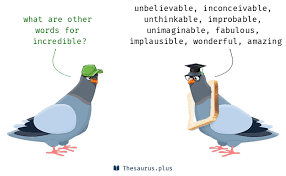 what are other
words for
incredible?
unbelievable, inconceivable,
unthinkable, improbable,
unimaginable, fabulous,
implausible, wonderful, amazing
Thesaurus.plus